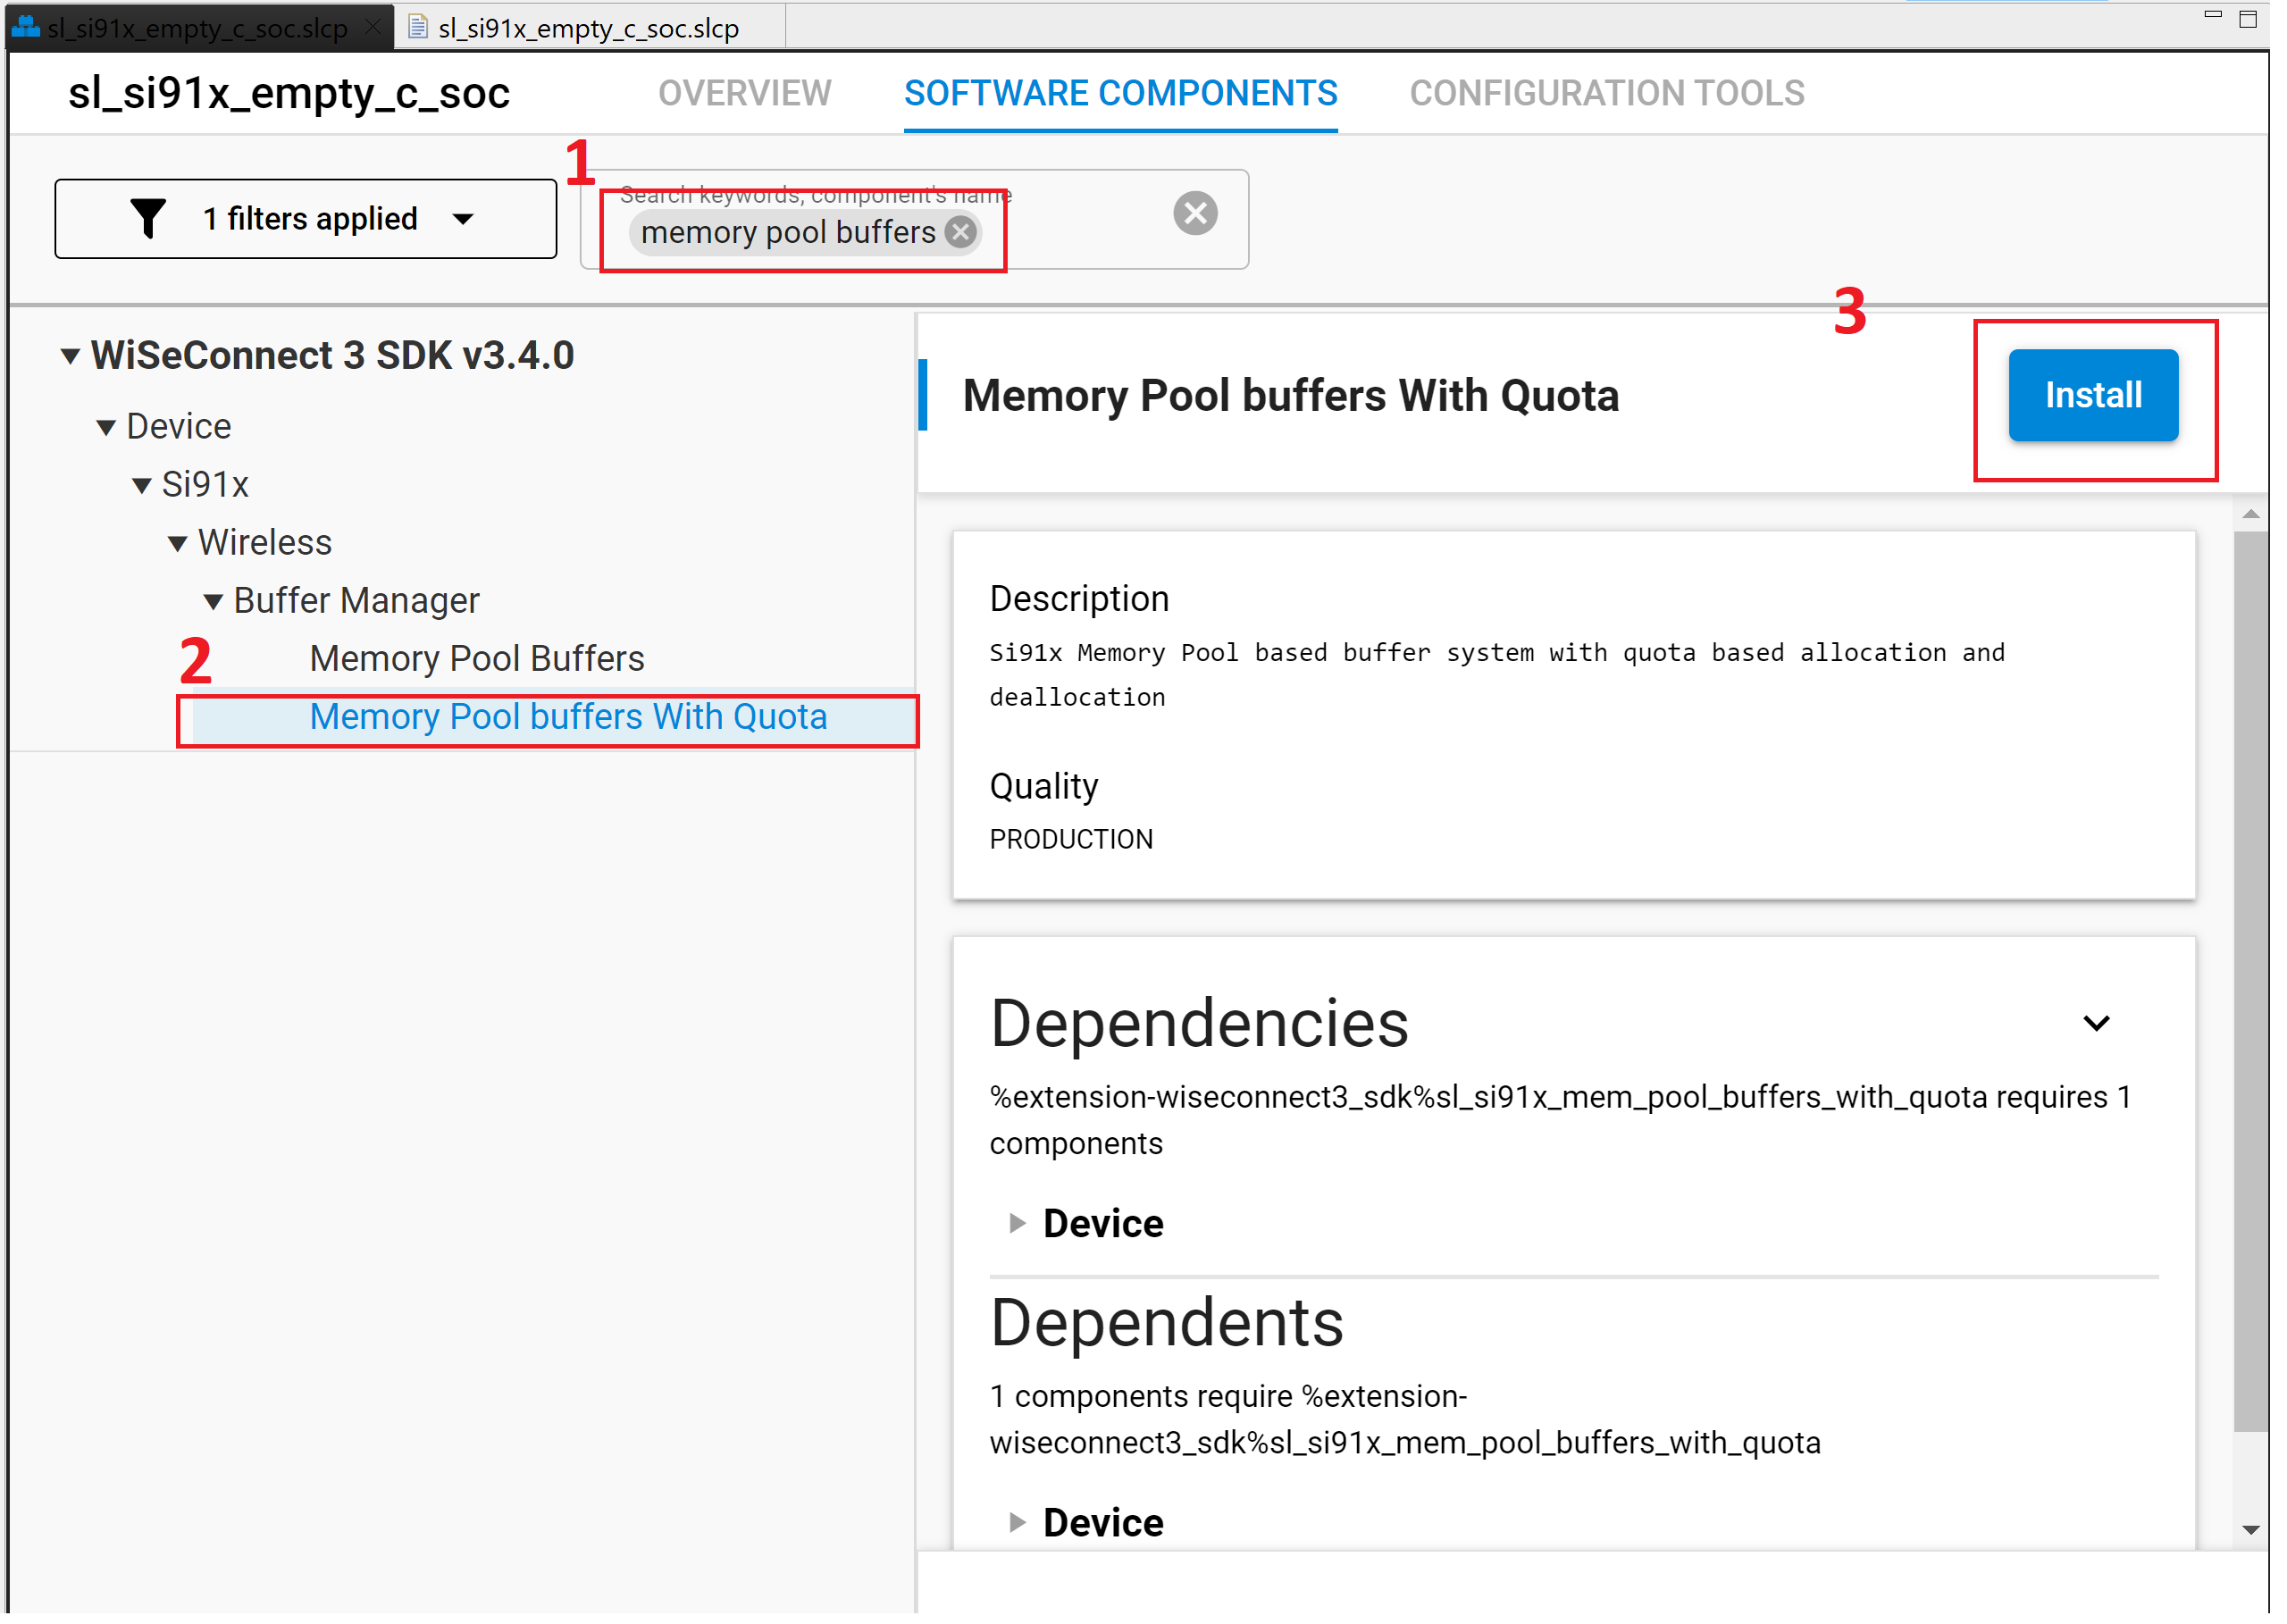 sl_si91x_empty_c_soc.slcp
sl_si91x_empty_c_soc.slcp
sl_si91x_empty_c_soc
OVERVIEW
SOFTWARE COMPONENTS
CONFIGURATION TOOLS
1
1 filters applied
Search keywords, component's name
memory pool buffers
3
WiSeConnect 3 SDK v3.4.0
Device
Si91x
Wireless
Buffer Manager
2
Memory Pool Buffers
Memory Pool buffers With Quota
Memory Pool buffers With Quota
Install
Description
Si91x Memory Pool based buffer system with quota based allocation and
deallocation
Quality
PRODUCTION
Dependencies
%extension-wiseconnect3_sdk%sl_si91x_mem_pool_buffers_with_quota requires 1
components
Device
Dependents
1 components require %extension-
wiseconnect3_sdk%sl_si91x_mem_pool_buffers_with_quota
Device